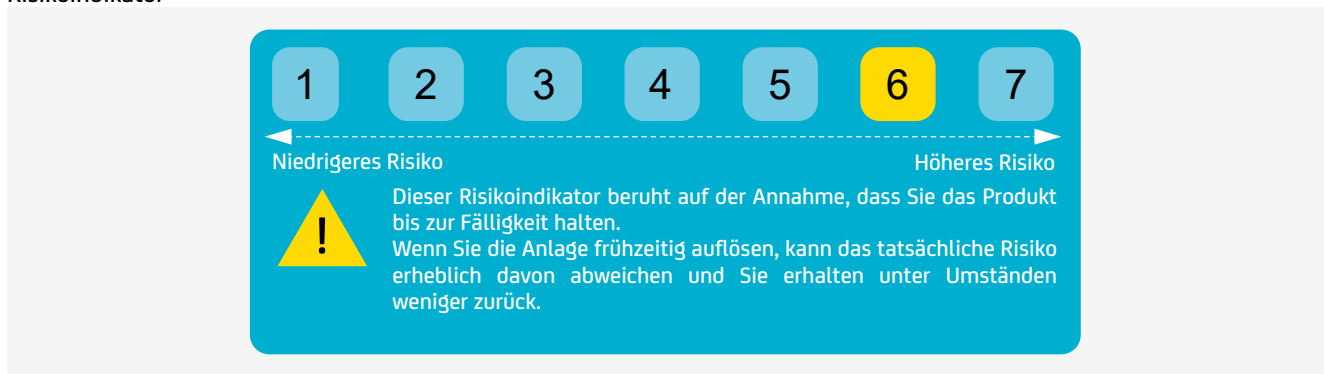 Risikoindikator
1 2 3 4 5 6 7
Niedrigeres Risiko Höheres Risiko
Dieser Risikoindikator beruht auf der Annahme, dass Sie das Produkt
bis zur Fälligkeit halten.
! Wenn Sie die Anlage frühzeitig auflösen, kann das tatsächliche Risiko
erheblich davon abweichen und Sie erhalten unter Umständen
weniger zurück.